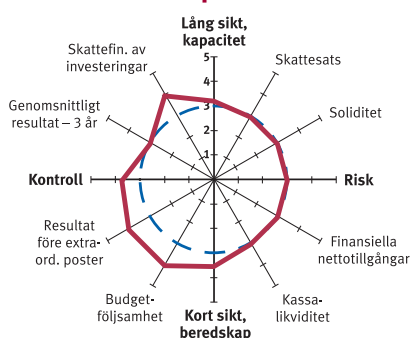 Lång sikt,
kapacitet
Skattefin. av
investeringar
Skattesats
Genomsnittligt
resultat – 3 år
Soliditet
5
4
3
2
1
Kontroll
Risk
Resultat
före extra-
ord. poster
Finansiella
nettotillgångar
Budget-
följsamhet
Kassa-
likviditet
Kort sikt,
beredskap